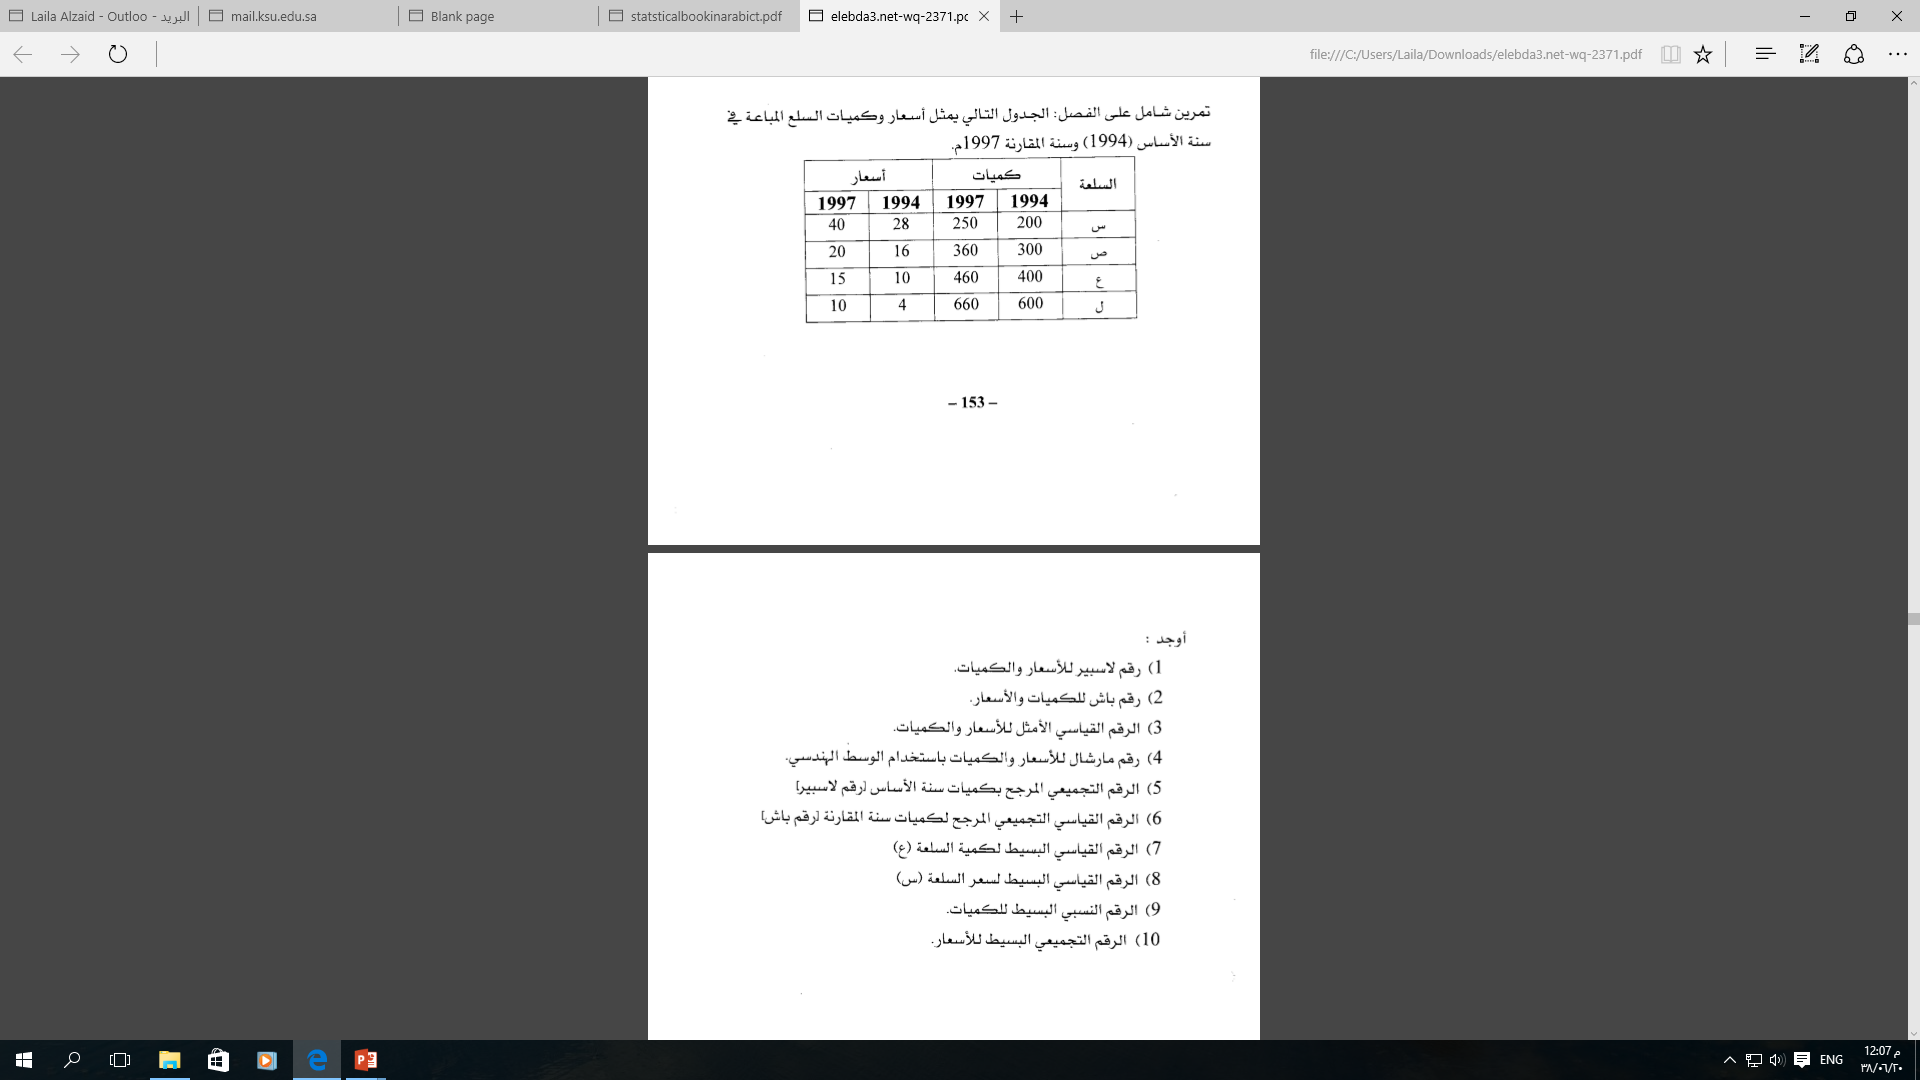 Laila Alzaid - Outloo - البريد
mail.ksu.edu.sa
Blank page
statsticalbookinarabict.pdf
elebda3.net-wq-2371.pd
file:///C:/Users/Laila/Downloads/elebda3.net-wq-2371.pdf
تمرين شامل على الفصل: الجدول التالي يمثل أسعار وكميات السلع المباعة في
سنة الأساس (1994) وسنة المقارنة 1997م.
السلعة كميات أسعار
1994 1997 1994 1997
س 200 250 28 40
ص 300 360 16 20
ع 400 460 10 15
ل 600 660 4 10
– 153 –
أوجد :
1) رقم لاسبير للأسعار والكميات.
2) رقم باش للكميات والأسعار.
3) الرقم القياسي الأمثل للأسعار والكميات.
4) رقم مارشال للأسعار والكميات باستخدام الوسط الهندسي.
5) الرقم التجميعي المرجح بكميات سنة الأساس [رقم لاسبير]
6) الرقم القياسي التجميعي المرجح لكميات سنة المقارنة [رقم باش]
7) الرقم القياسي البسيط لكمية السلعة (ع)
8) الرقم القياسي البسيط لسعر السلعة (س)
9) الرقم النسبي البسيط للكميات.
10) الرقم التجميعي البسيط للأسعار.
ENG
12:07 م
٣٨/٠٦/٢٠